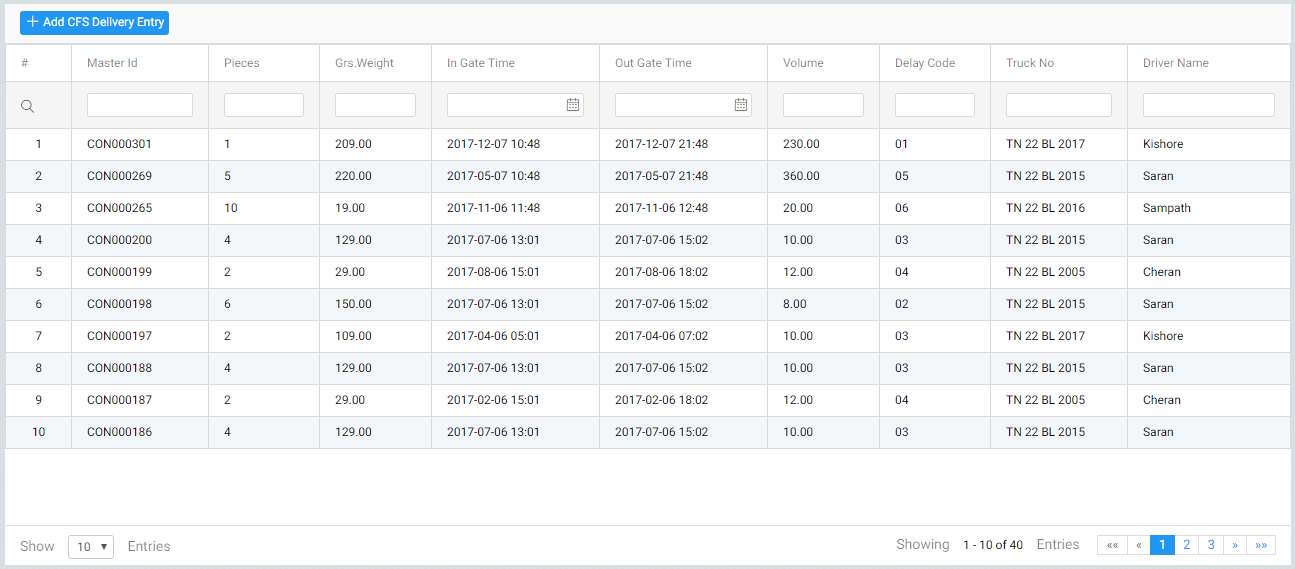 + Add CFS Delivery Entry
# Master Id Pieces Grs.Weight In Gate Time Out Gate Time Volume Delay Code Truck No Driver Name
1 CON000301 1 209.00 2017-12-07 10:48 2017-12-07 21:48 230.00 01 TN 22 BL 2017 Kishore
2 CON000269 5 220.00 2017-05-07 10:48 2017-05-07 21:48 360.00 05 TN 22 BL 2015 Saran
3 CON000265 10 19.00 2017-11-06 11:48 2017-11-06 12:48 20.00 06 TN 22 BL 2016 Sampath
4 CON000200 4 129.00 2017-07-06 13:01 2017-07-06 15:02 10.00 03 TN 22 BL 2015 Saran
5 CON000199 2 29.00 2017-08-06 15:01 2017-08-06 18:02 12.00 04 TN 22 BL 2005 Cheran
6 CON000198 6 150.00 2017-07-06 13:01 2017-07-06 15:02 8.00 02 TN 22 BL 2015 Saran
7 CON000197 2 109.00 2017-04-06 05:01 2017-04-06 07:02 10.00 03 TN 22 BL 2017 Kishore
8 CON000188 4 129.00 2017-07-06 13:01 2017-07-06 15:02 10.00 03 TN 22 BL 2015 Saran
9 CON000187 2 29.00 2017-02-06 15:01 2017-02-06 18:02 12.00 04 TN 22 BL 2005 Cheran
10 CON000186 4 129.00 2017-07-06 13:01 2017-07-06 15:02 10.00 03 TN 22 BL 2015 Saran
Show 10 Entries Showing 1 - 10 of 40 Entries «« « 1 2 3 » »»